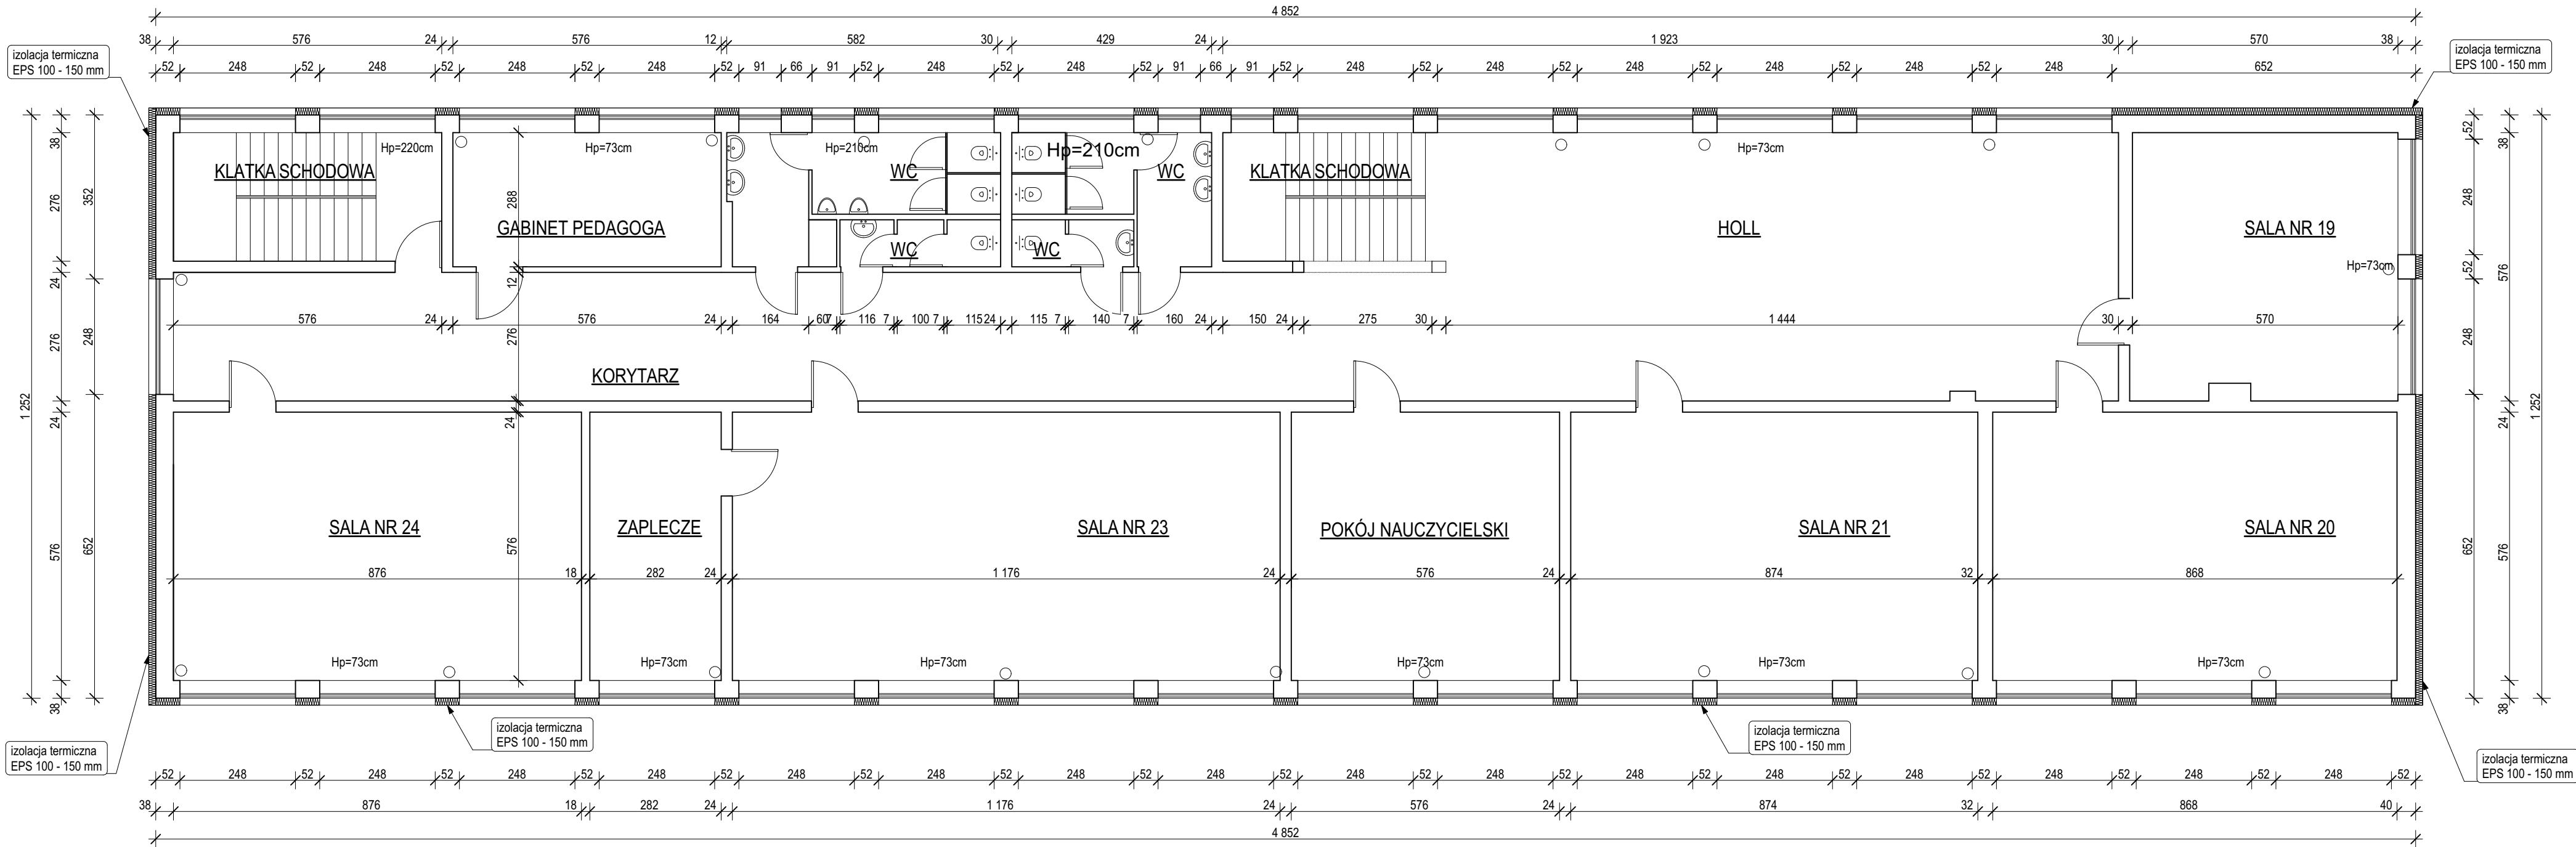 4 852
38 576 24 576 12 582 30 429 24 1 923 30 570 38
izolacja termiczna
EPS 100 - 150 mm
izolacja termiczna
EPS 100 - 150 mm
52 248 52 248 52 248 52 248 52 91 66 91 52 248 52 248 52 91 66 91 52 248 52 248 52 248 52 248 52 248 52 248 652
1 252
38 276 24 276 24 576 38
352 248 652
Hp=220cm
KLATKA SCHODOWA
Hp=73cm
288
GABINET PEDAGOGA
Hp=210cm
WC
Hp=210cm
WC
WC
WC
KLATKA SCHODOWA
Hp=73cm
HOLL
SALA NR 19
Hp=73cm
52 248 52 248 652
38 576 24 576 38
1 252
12
576 24 576 24 164 60 7 116 7 100 7 115 24 115 7 140 7 160 24 150 24 275 30 1 444 30 570
276
KORYTARZ
24
SALA NR 24
ZAPLECZE
SALA NR 23
POKÓJ NAUCZYCIELSKI
SALA NR 21
SALA NR 20
576
876 18 282 24 1 176 24 576 24 874 32 868
Hp=73cm
Hp=73cm
Hp=73cm
Hp=73cm
Hp=73cm
Hp=73cm
izolacja termiczna
EPS 100 - 150 mm
izolacja termiczna
EPS 100 - 150 mm
izolacja termiczna
EPS 100 - 150 mm
izolacja termiczna
EPS 100 - 150 mm
52 248 52 248 52 248 52 248 52 248 52 248 52 248 52 248 52 248 52 248 52 248 52 248 52 248 52 248 52 248 52 248 52
38 876 18 282 24 1 176 24 576 24 874 32 868 40
4 852